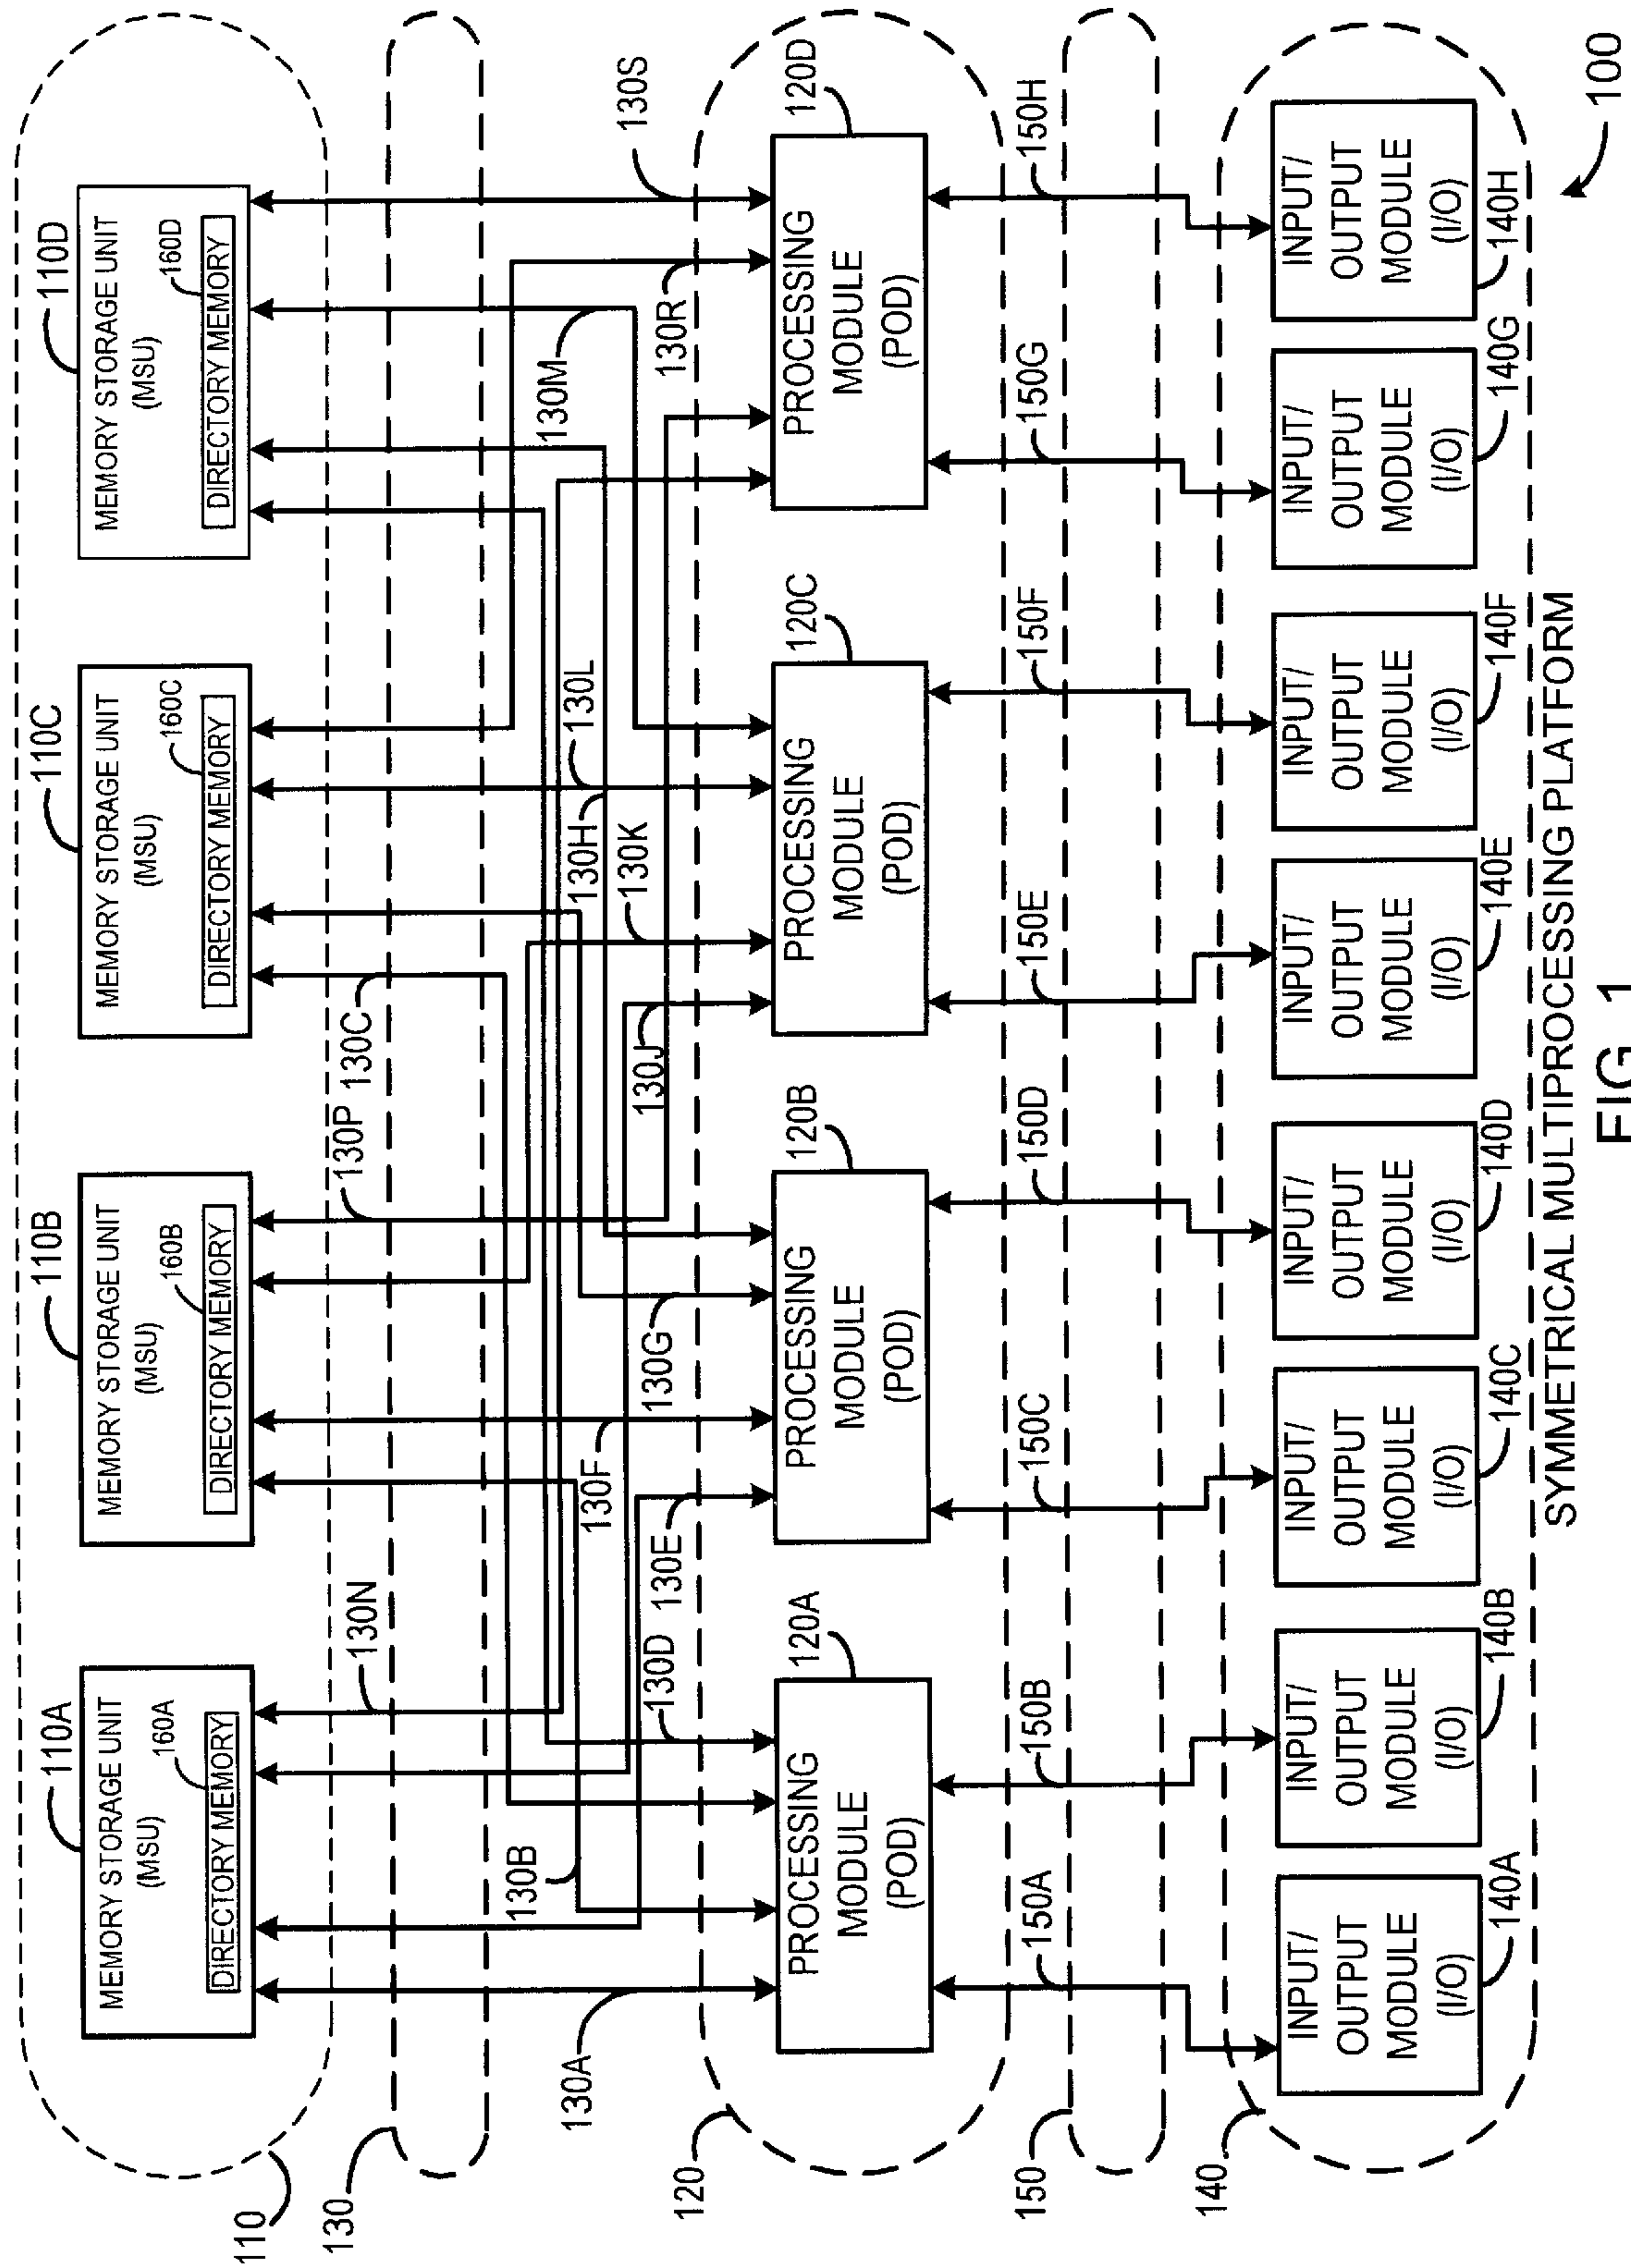 110A
MEMORY STORAGE UNIT
(MSU)
160A
DIRECTORY MEMORY
110B
MEMORY STORAGE UNIT
(MSU)
160B
DIRECTORY MEMORY
110C
MEMORY STORAGE UNIT
(MSU)
160C
DIRECTORY MEMORY
110D
MEMORY STORAGE UNIT
(MSU)
160D
DIRECTORY MEMORY
110
130
130N
130P
130C
130A
130B
130D
130E
130F
130G
130J
130K
130H
130L
130M
130R
130S
120
120A
PROCESSING
MODULE
(POD)
120B
PROCESSING
MODULE
(POD)
120C
PROCESSING
MODULE
(POD)
120D
PROCESSING
MODULE
(POD)
150
150A
150B
150C
150D
150E
150F
150G
150H
140
INPUT/
OUTPUT
MODULE
(I/O)
140A
INPUT/
OUTPUT
MODULE
(I/O)
140B
INPUT/
OUTPUT
MODULE
(I/O)
140C
INPUT/
OUTPUT
MODULE
(I/O)
140D
INPUT/
OUTPUT
MODULE
(I/O)
140E
INPUT/
OUTPUT
MODULE
(I/O)
140F
INPUT/
OUTPUT
MODULE
(I/O)
140G
INPUT/
OUTPUT
MODULE
(I/O)
140H
SYMMETRICAL MULTIPROCESSING PLATFORM
100
FIG 1